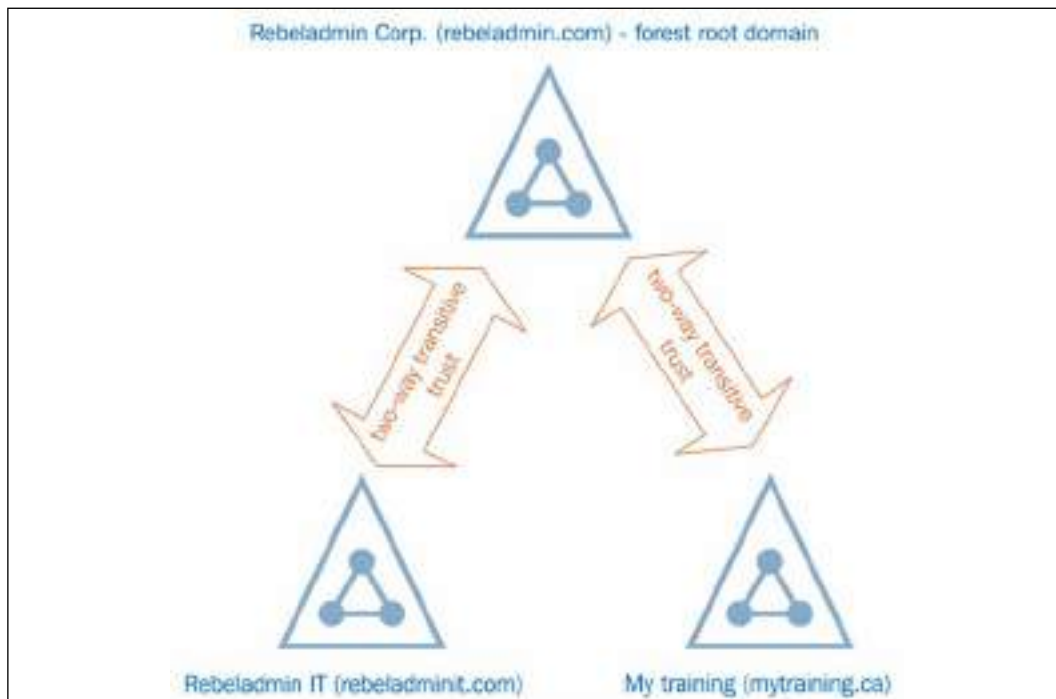 Rebeladmin Corp. (rebeladmin.com) - forest root domain
two-way transitive
trust
two-way transitive
trust
Rebeladmin IT (rebeladminit.com)
My training (mytraining.ca)